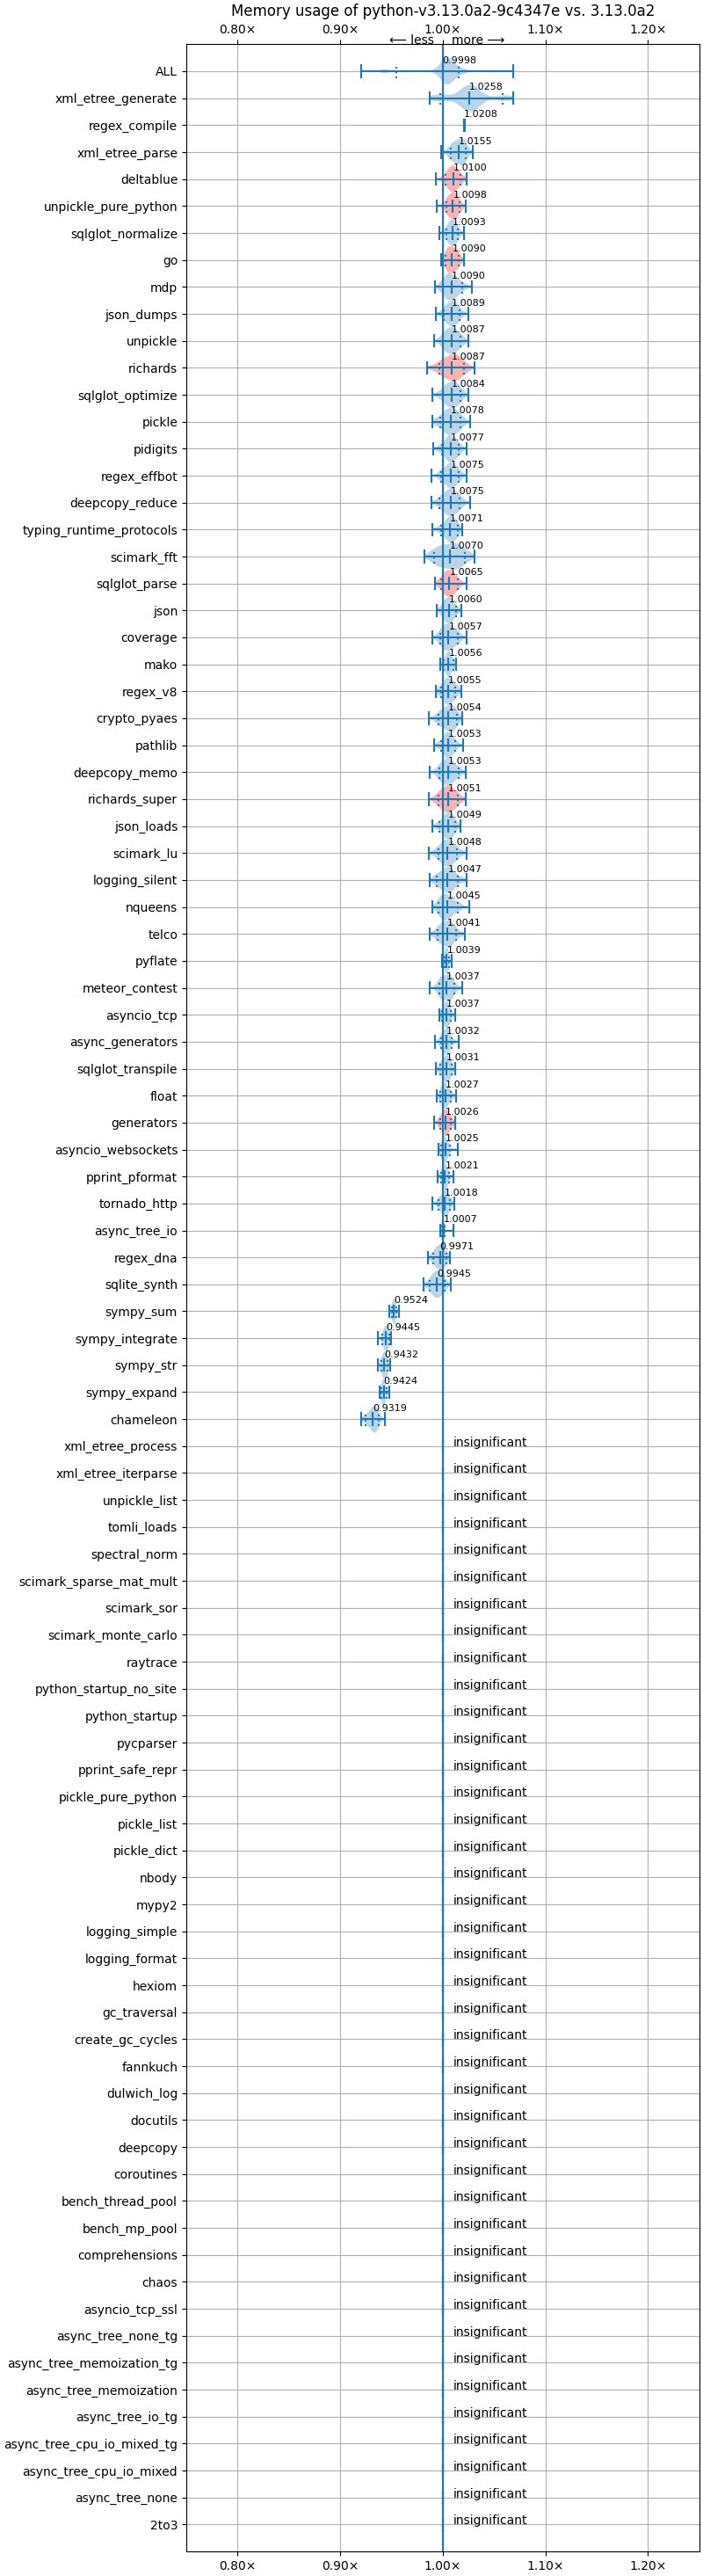 Memory usage of python-v3.13.0a2-9c4347e vs. 3.13.0a2
0.80× 0.90× 1.00× 1.10× 1.20×
⟵ less more ⟶
ALL 0.9998
xml_etree_generate 1.0258
regex_compile 1.0208
xml_etree_parse 1.0155
deltablue 1.0100
unpickle_pure_python 1.0098
sqlglot_normalize 1.0093
go 1.0090
mdp 1.0090
json_dumps 1.0089
unpickle 1.0087
richards 1.0087
sqlglot_optimize 1.0084
pickle 1.0078
pidigits 1.0077
regex_effbot 1.0075
deepcopy_reduce 1.0075
typing_runtime_protocols 1.0071
scimark_fft 1.0070
sqlglot_parse 1.0065
json 1.0060
coverage 1.0057
mako 1.0056
regex_v8 1.0055
crypto_pyaes 1.0054
pathlib 1.0053
deepcopy_memo 1.0053
richards_super 1.0051
json_loads 1.0049
scimark_lu 1.0048
logging_silent 1.0047
nqueens 1.0045
telco 1.0041
pyflate 1.0039
meteor_contest 1.0037
asyncio_tcp 1.0037
async_generators 1.0032
sqlglot_transpile 1.0031
float 1.0027
generators 1.0026
asyncio_websockets 1.0025
pprint_pformat 1.0021
tornado_http 1.0018
async_tree_io 1.0007
regex_dna 0.9971
sqlite_synth 0.9945
sympy_sum 0.9524
sympy_integrate 0.9445
sympy_str 0.9432
sympy_expand 0.9424
chameleon 0.9319
xml_etree_process insignificant
xml_etree_iterparse insignificant
unpickle_list insignificant
tomli_loads insignificant
spectral_norm insignificant
scimark_sparse_mat_mult insignificant
scimark_sor insignificant
scimark_monte_carlo insignificant
raytrace insignificant
python_startup_no_site insignificant
python_startup insignificant
pycparser insignificant
pprint_safe_repr insignificant
pickle_pure_python insignificant
pickle_list insignificant
pickle_dict insignificant
nbody insignificant
mypy2 insignificant
logging_simple insignificant
logging_format insignificant
hexiom insignificant
gc_traversal insignificant
create_gc_cycles insignificant
fannkuch insignificant
dulwich_log insignificant
docutils insignificant
deepcopy insignificant
coroutines insignificant
bench_thread_pool insignificant
bench_mp_pool insignificant
comprehensions insignificant
chaos insignificant
asyncio_tcp_ssl insignificant
async_tree_none_tg insignificant
async_tree_memoization_tg insignificant
async_tree_memoization insignificant
async_tree_io_tg insignificant
async_tree_cpu_io_mixed_tg insignificant
async_tree_cpu_io_mixed insignificant
async_tree_none insignificant
2to3 insignificant
0.80× 0.90× 1.00× 1.10× 1.20×